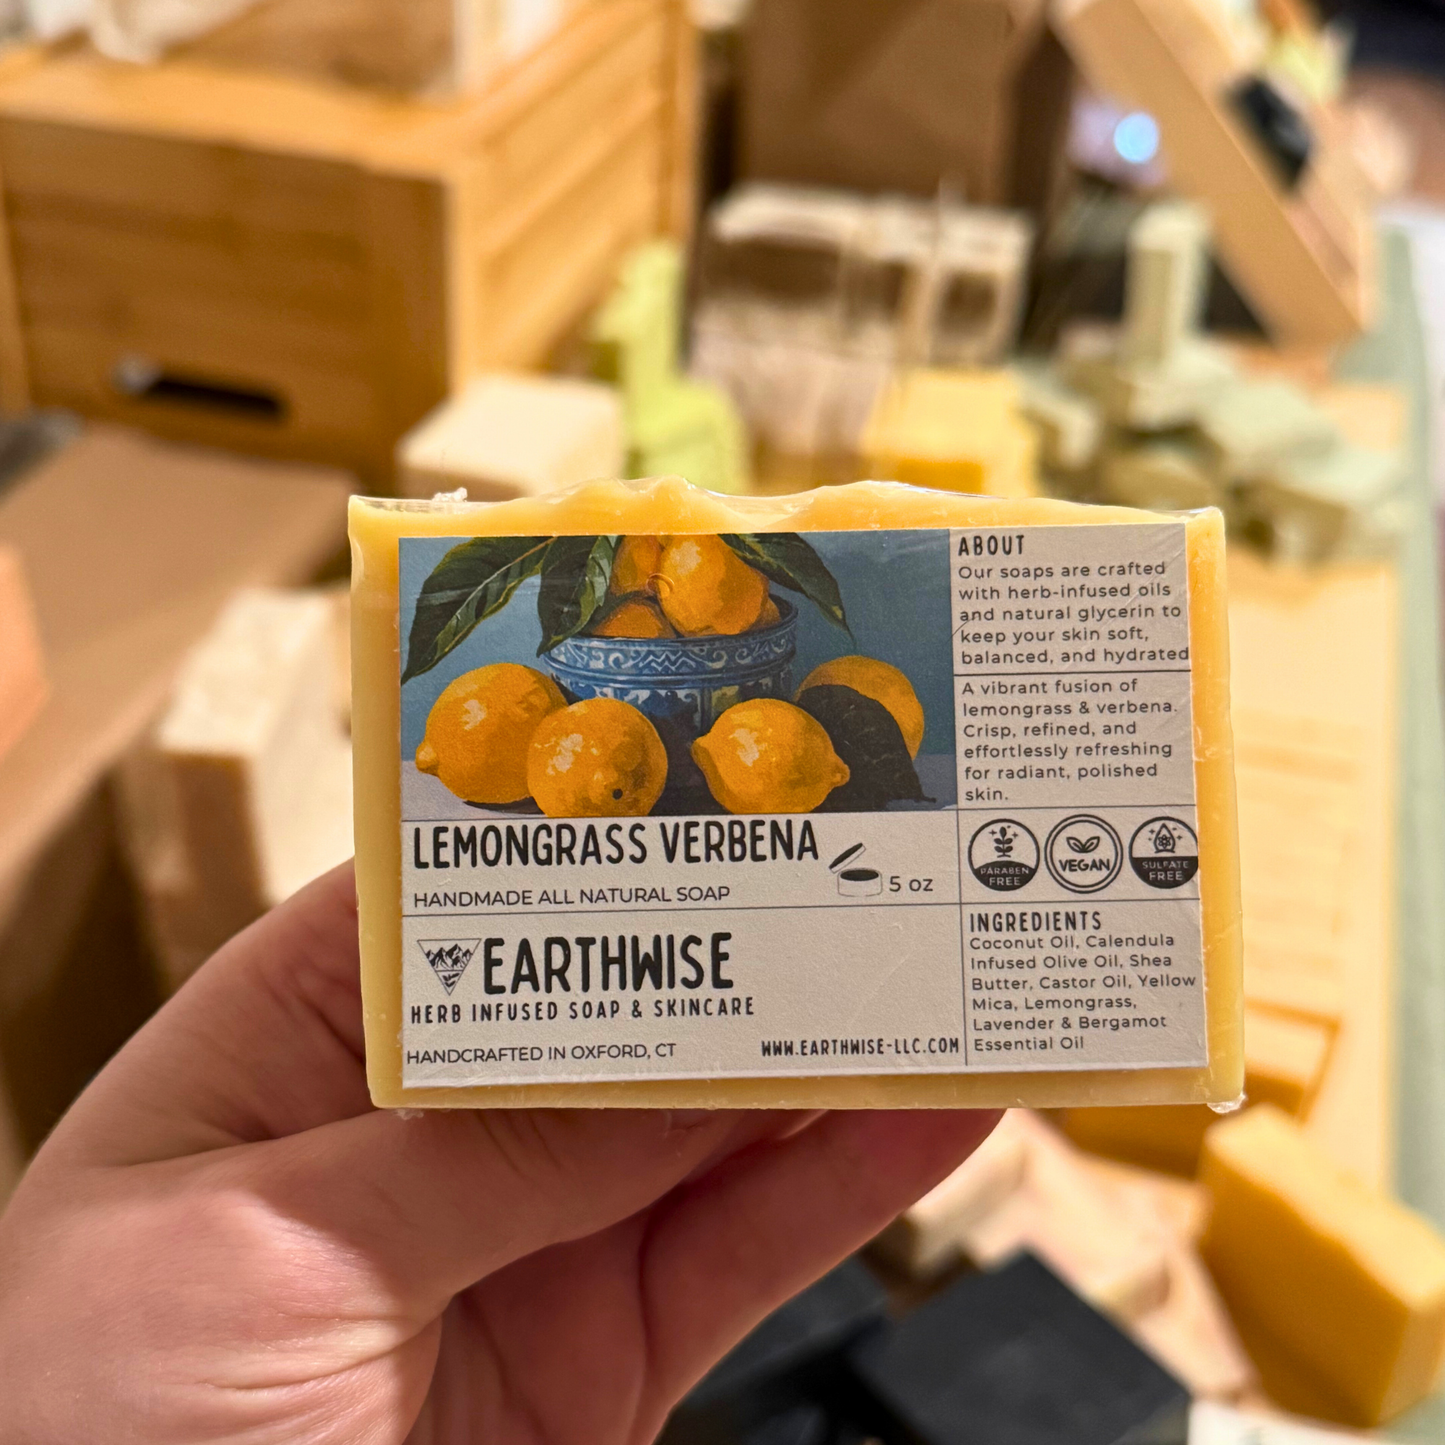 LEMONGRASS VERBENA
HANDMADE ALL NATURAL SOAP
5 oz
EARTHWISE
HERB INFUSED SOAP & SKINCARE
HANDCRAFTED IN OXFORD, CT
WWW.EARTHWISE-LLC.COM
ABOUT
Our soaps are crafted
with herb-infused oils
and natural glycerin to
keep your skin soft,
balanced, and hydrated
A vibrant fusion of
lemongrass & verbena.
Crisp, refined, and
effortlessly refreshing
for radiant, polished
skin.
PARABEN
FREE
VEGAN
SULFATE
FREE
INGREDIENTS
Coconut Oil, Calendula
Infused Olive Oil, Shea
Butter, Castor Oil, Yellow
Mica, Lemongrass,
Lavender & Bergamot
Essential Oil